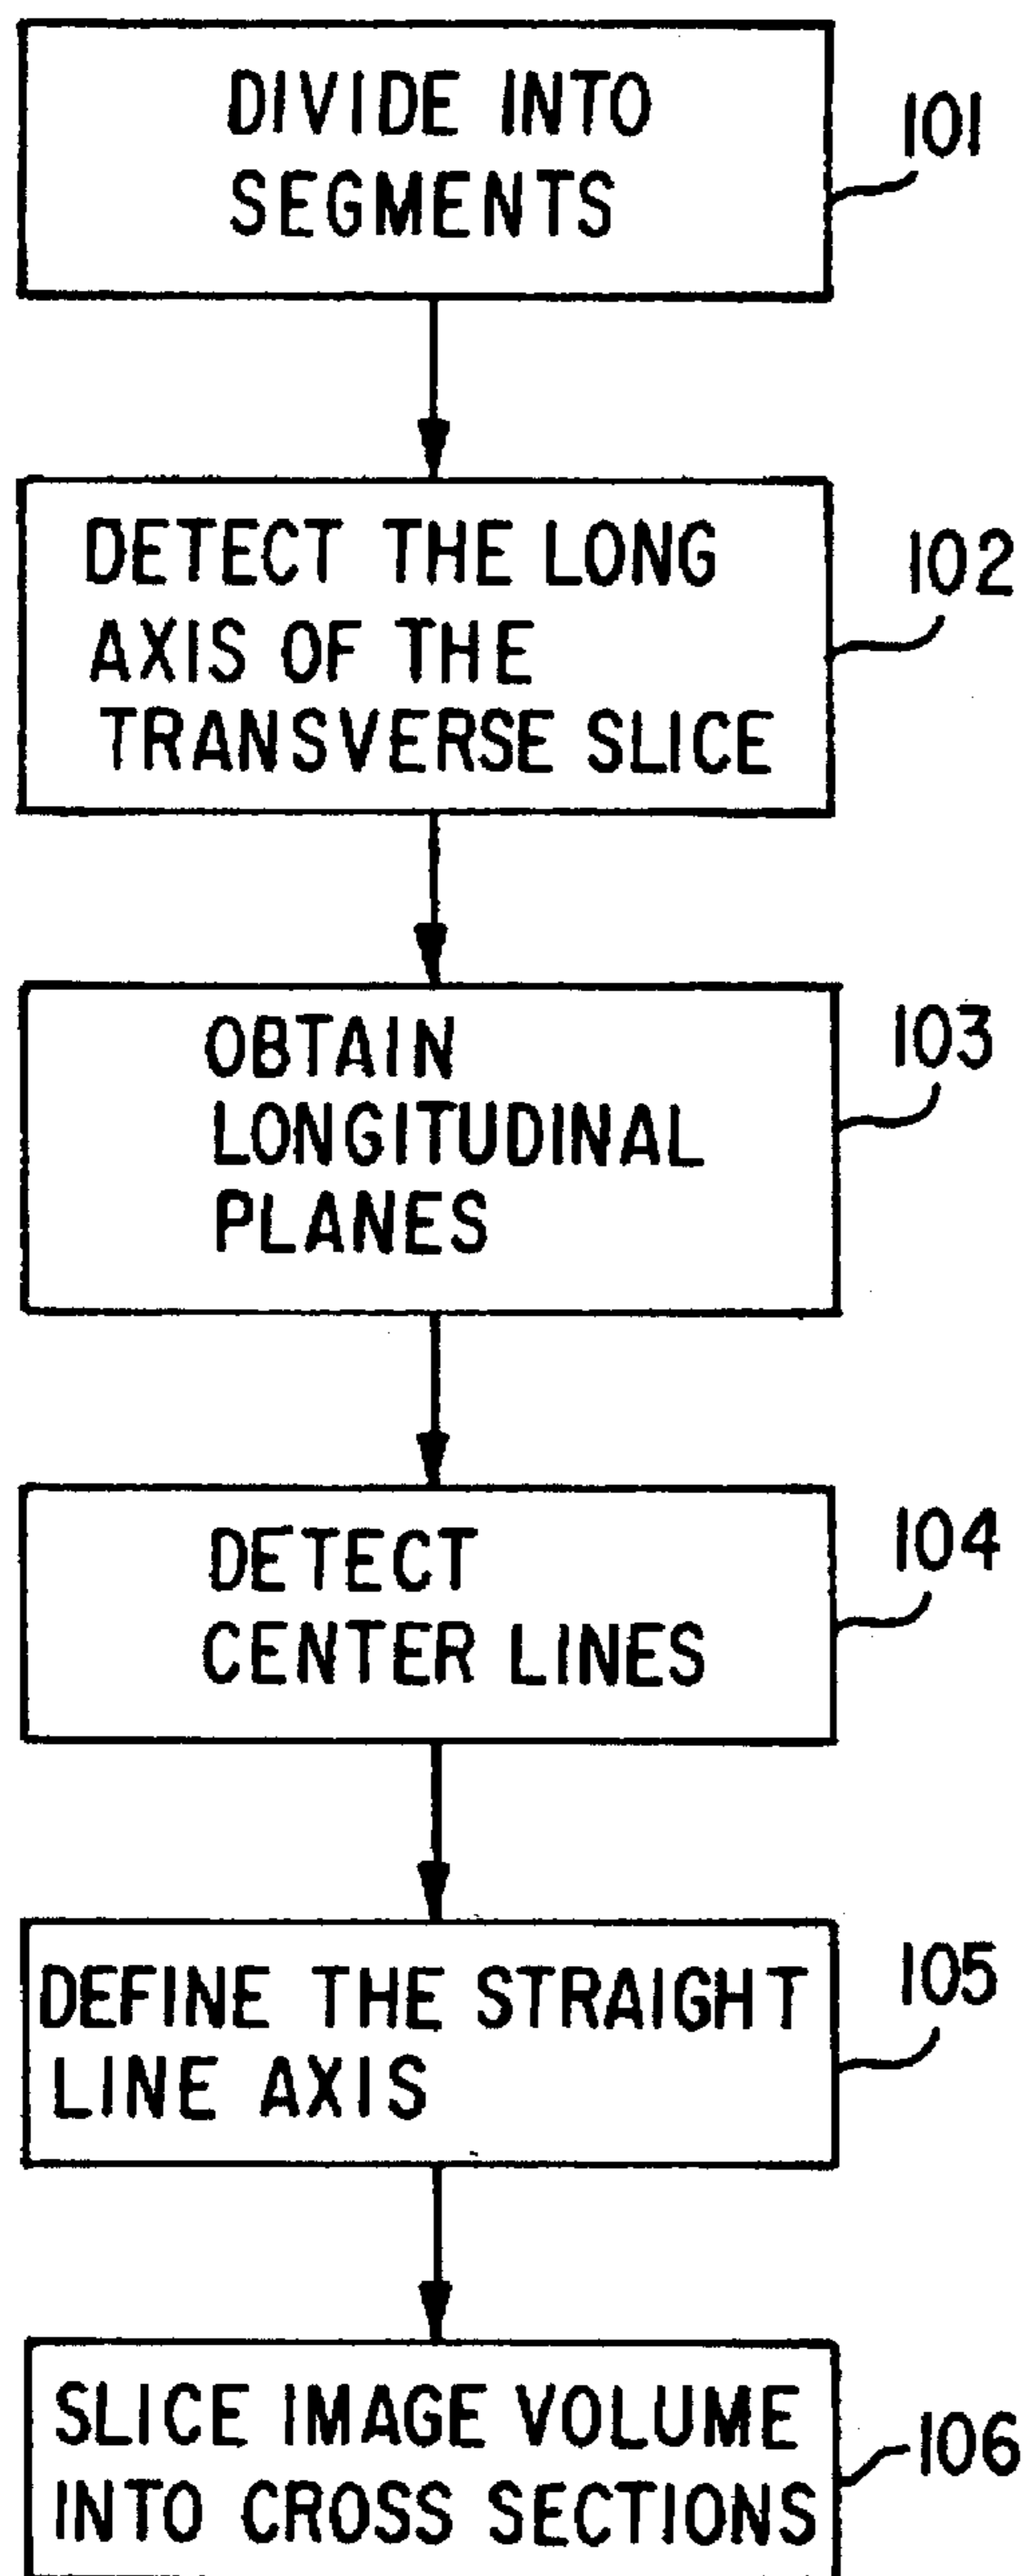 DIVIDE INTO
SEGMENTS
101
DETECT THE LONG
AXIS OF THE
TRANSVERSE SLICE
102
OBTAIN
LONGITUDINAL
PLANES
103
DETECT
CENTER LINES
104
DEFINE THE STRAIGHT
LINE AXIS
105
SLICE IMAGE VOLUME
INTO CROSS SECTIONS
106